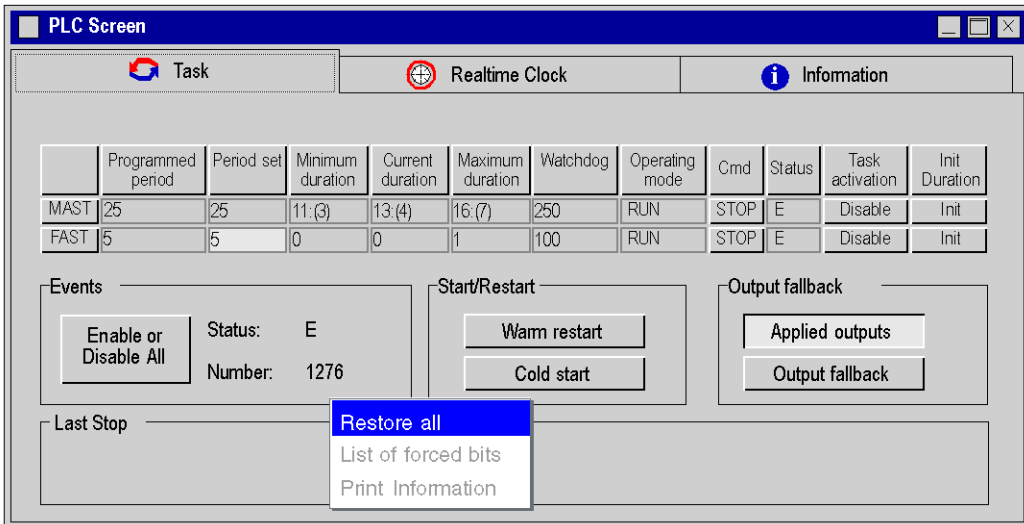 PLC Screen
Task
Realtime Clock
i Information
Programmed period
Period set
Minimum duration
Current duration
Maximum duration
Watchdog
Operating mode
Cmd
Status
Task activation
Init Duration
MAST 25 25 11:(3) 13:(4) 16:(7) 250 RUN STOP E Disable Init
FAST 5 5 0 0 1 100 RUN STOP E Disable Init
Events
Enable or
Disable All
Status: E
Number: 1276
Start/Restart
Warm restart
Cold start
Output fallback
Applied outputs
Output fallback
Last Stop
Restore all
List of forced bits
Print Information